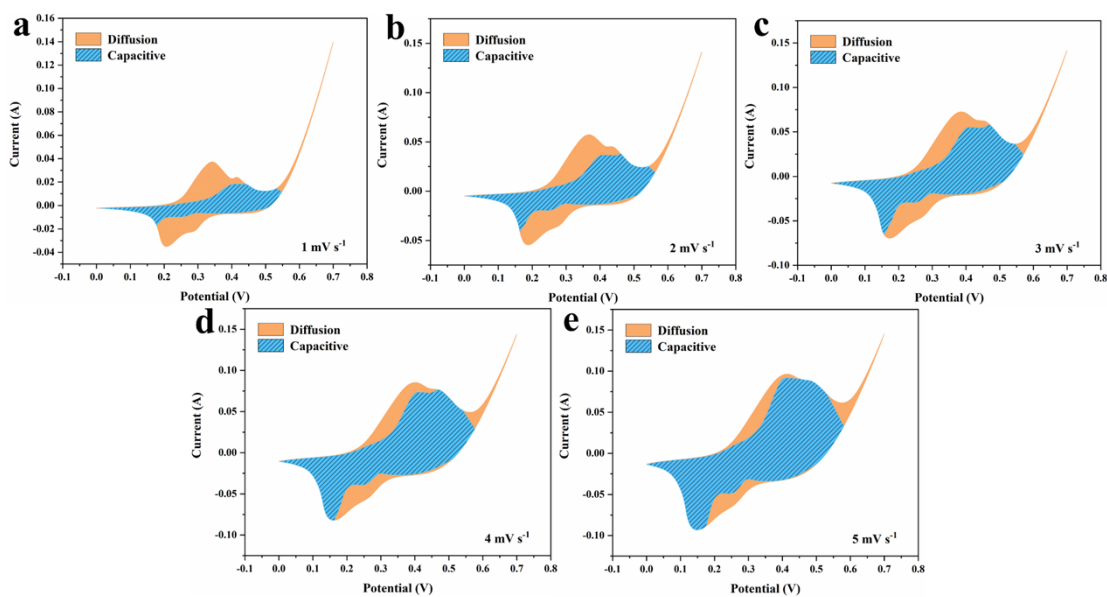 a
Diffusion
Capacitive
0.16
0.14
0.12
0.10
0.08
0.06
0.04
0.02
0.00
-0.02
-0.04
Current (A)
1 mV s⁻¹
-0.1 0.0 0.1 0.2 0.3 0.4 0.5 0.6 0.7 0.8
Potential (V)
b
Diffusion
Capacitive
0.15
0.10
0.05
0.00
-0.05
Current (A)
2 mV s⁻¹
-0.1 0.0 0.1 0.2 0.3 0.4 0.5 0.6 0.7 0.8
Potential (V)
c
Diffusion
Capacitive
0.15
0.10
0.05
0.00
-0.05
-0.10
Current (A)
3 mV s⁻¹
-0.1 0.0 0.1 0.2 0.3 0.4 0.5 0.6 0.7 0.8
Potential (V)
d
Diffusion
Capacitive
0.15
0.10
0.05
0.00
-0.05
-0.10
Current (A)
4 mV s⁻¹
-0.1 0.0 0.1 0.2 0.3 0.4 0.5 0.6 0.7 0.8
Potential (V)
e
Diffusion
Capacitive
0.15
0.10
0.05
0.00
-0.05
-0.10
Current (A)
5 mV s⁻¹
-0.1 0.0 0.1 0.2 0.3 0.4 0.5 0.6 0.7 0.8
Potential (V)